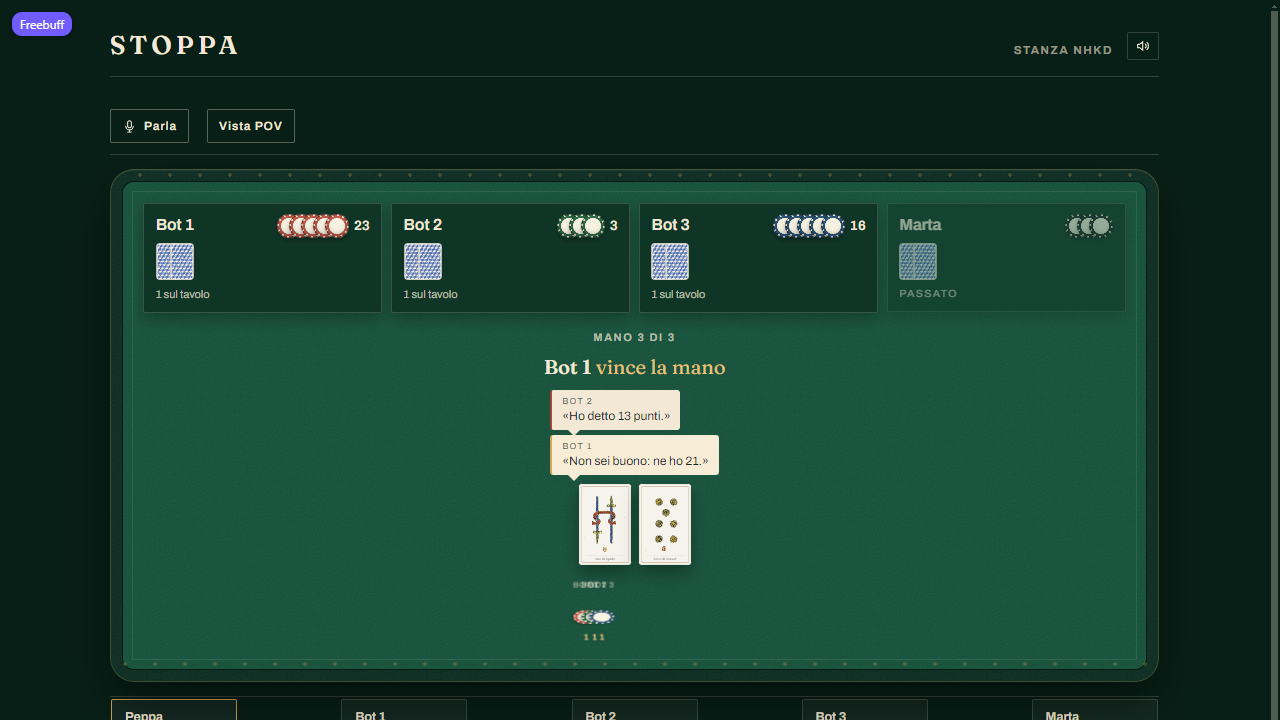 Freebuff
STOPPA
STANZA NHKD
Parla
Vista POV
Bot 1
23
1 sul tavolo
Bot 2
3
1 sul tavolo
Bot 3
16
1 sul tavolo
Marta
PASSATO
MANO 3 DI 3
Bot 1 vince la mano
BOT 2
«Ho detto 13 punti.»
BOT 1
«Non sei buono: ne ho 21.»
1 1 1
Peppa
Bot 1
Bot 2
Bot 3
Marta